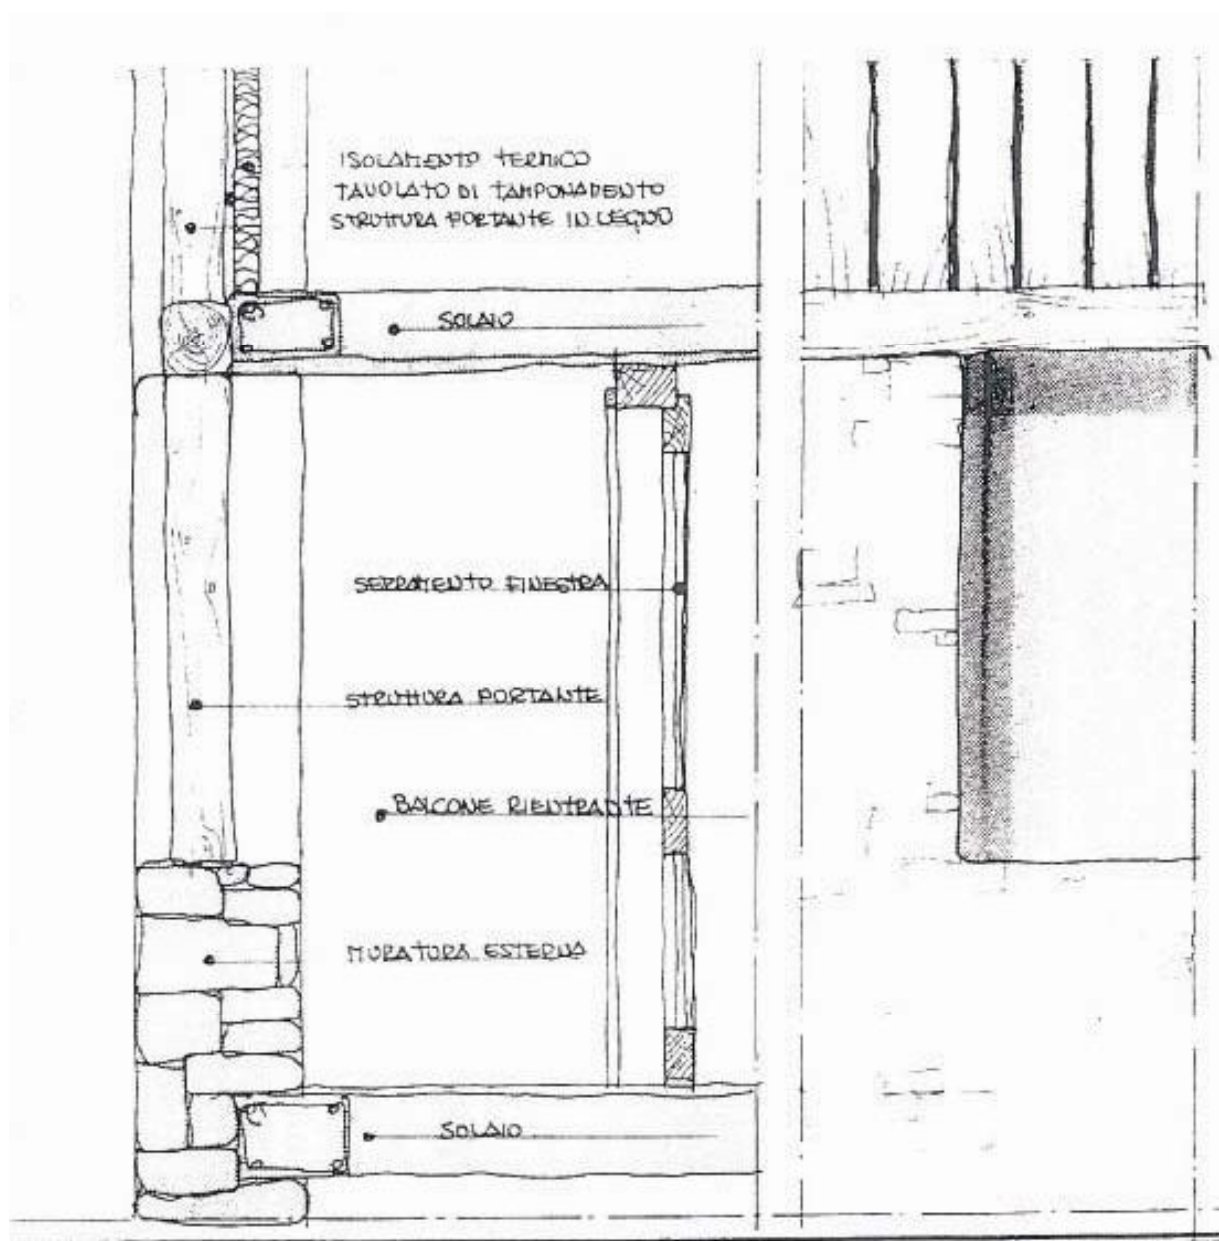 ISOLAMENTO TERMICO
TAVOLATO DI TAMPONAMENTO
STRUTTURA PORTANTE IN LEGNO
SOLAIO
SERRAMENTO FINESTRA
STRUTTURA PORTANTE
BALCONE RIENTRANTE
MURATURA ESTERNA
SOLAIO